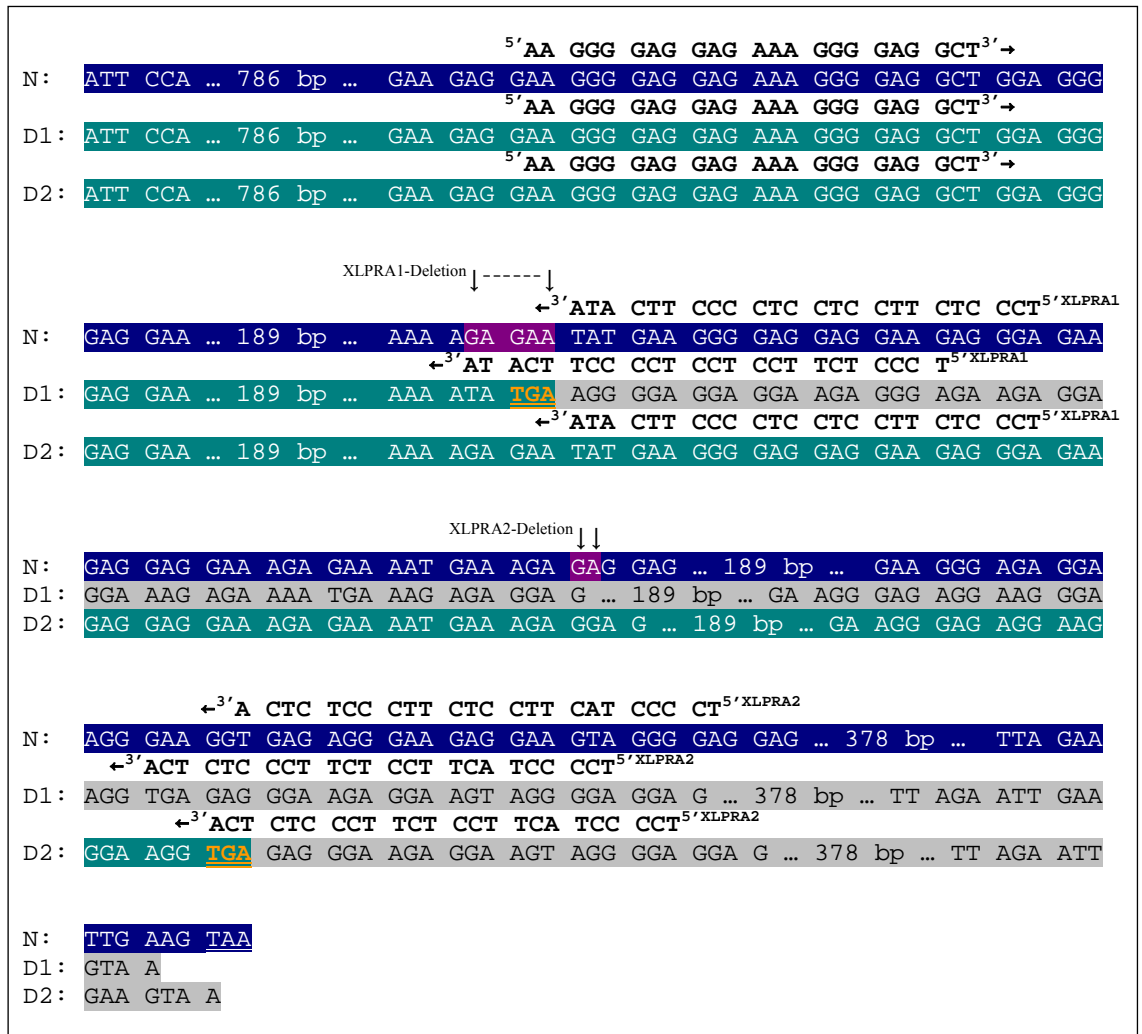 5′AA GGG GAG GAG AAA GGG GAG GCT3′→
N: ATT CCA … 786 bp … GAA GAG GAA GGG GAG GAG AAA GGG GAG GCT GGA GGG
5′AA GGG GAG GAG AAA GGG GAG GCT3′→
D1: ATT CCA … 786 bp … GAA GAG GAA GGG GAG GAG AAA GGG GAG GCT GGA GGG
5′AA GGG GAG GAG AAA GGG GAG GCT3′→
D2: ATT CCA … 786 bp … GAA GAG GAA GGG GAG GAG AAA GGG GAG GCT GGA GGG
XLPRA1-Deletion ↓------↓
←3′ATA CTT CCC CTC CTC CTT CTC CCT5′XLPRA1
N: GAG GAA … 189 bp … AAA AGA GAA TAT GAA GGG GAG GAG GAA GAG GGA GAA
←3′AT ACT TCC CCT CCT CCT TCT CCC T5′XLPRA1
D1: GAG GAA … 189 bp … AAA ATA TGA AGG GGA GGA GGA AGA GGG AGA AGA GGA
←3′ATA CTT CCC CTC CTC CTT CTC CCT5′XLPRA1
D2: GAG GAA … 189 bp … AAA AGA GAA TAT GAA GGG GAG GAG GAA GAG GGA GAA
XLPRA2-Deletion ↓↓
N: GAG GAG GAA AGA GAA AAT GAA AGA GAG GAG … 189 bp … GAA GGG AGA GGA
D1: GGA AAG AGA AAA TGA AAG AGA GGA G … 189 bp … GA AGG GAG AGG AAG GGA
D2: GAG GAG GAA AGA GAA AAT GAA AGA GGA G … 189 bp … GA AGG GAG AGG AAG
←3′A CTC TCC CTT CTC CTT CAT CCC CT5′XLPRA2
N: AGG GAA GGT GAG AGG GAA GAG GAA GTA GGG GAG GAG … 378 bp … TTA GAA
←3′ACT CTC CCT TCT CCT TCA TCC CCT5′XLPRA2
D1: AGG TGA GAG GGA AGA GGA AGT AGG GGA GGA G … 378 bp … TT AGA ATT GAA
←3′ACT CTC CCT TCT CCT TCA TCC CCT5′XLPRA2
D2: GGA AGG TGA GAG GGA AGA GGA AGT AGG GGA GGA G … 378 bp … TT AGA ATT
N: TTG AAG TAA
D1: GTAA A
D2: GAA GTA A